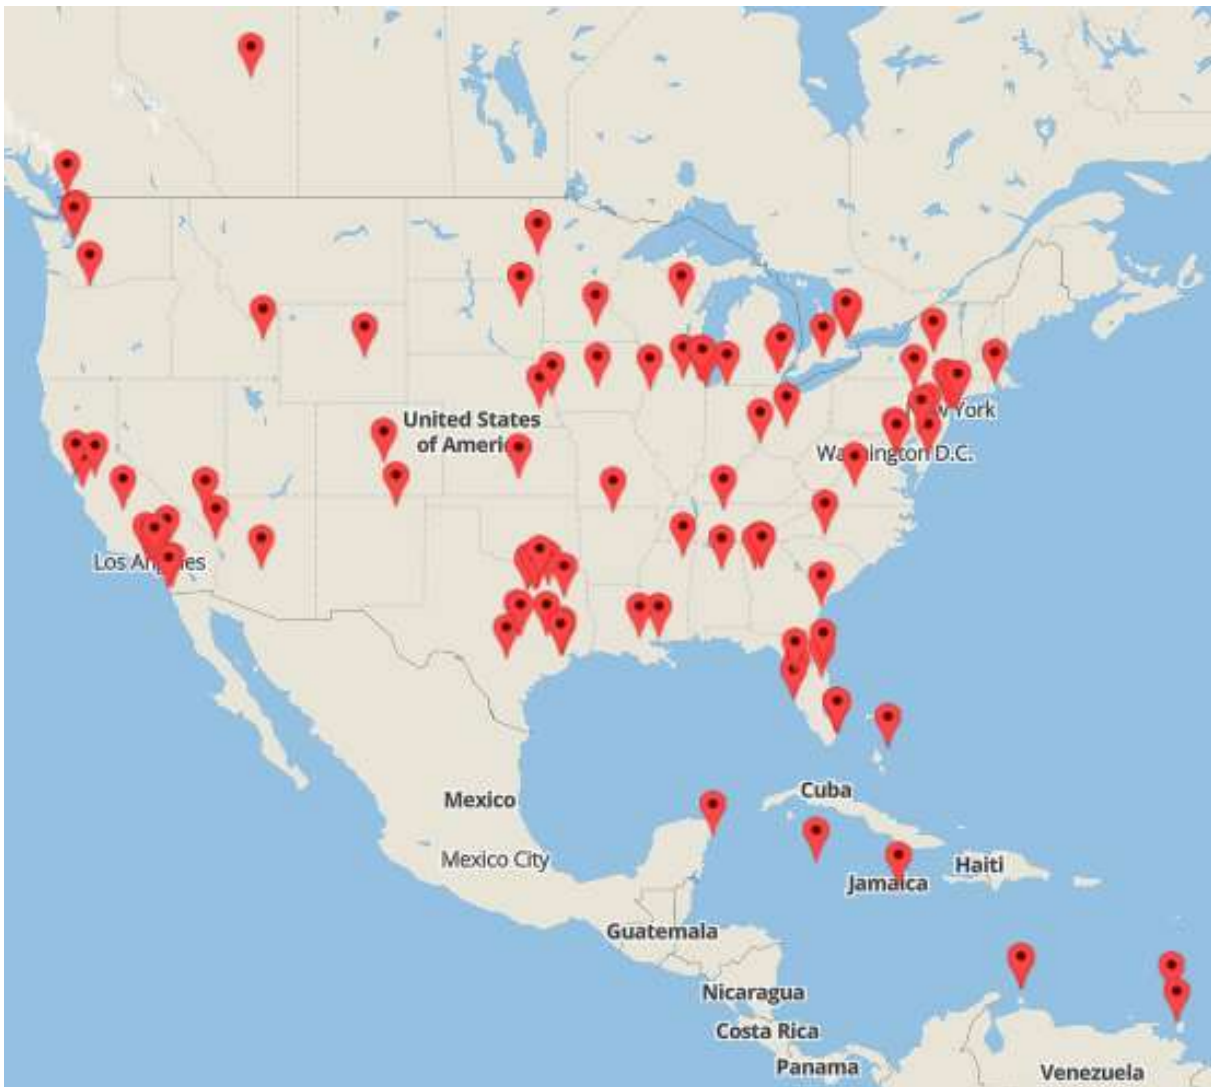 United States
of Americ
w York
Wa ington D.C.
Los An es
Mexico
Cuba
Mexico City
Haiti
Jamaica
Guatemala
Nicaragua
Costa Rica
Panama
Venezuela